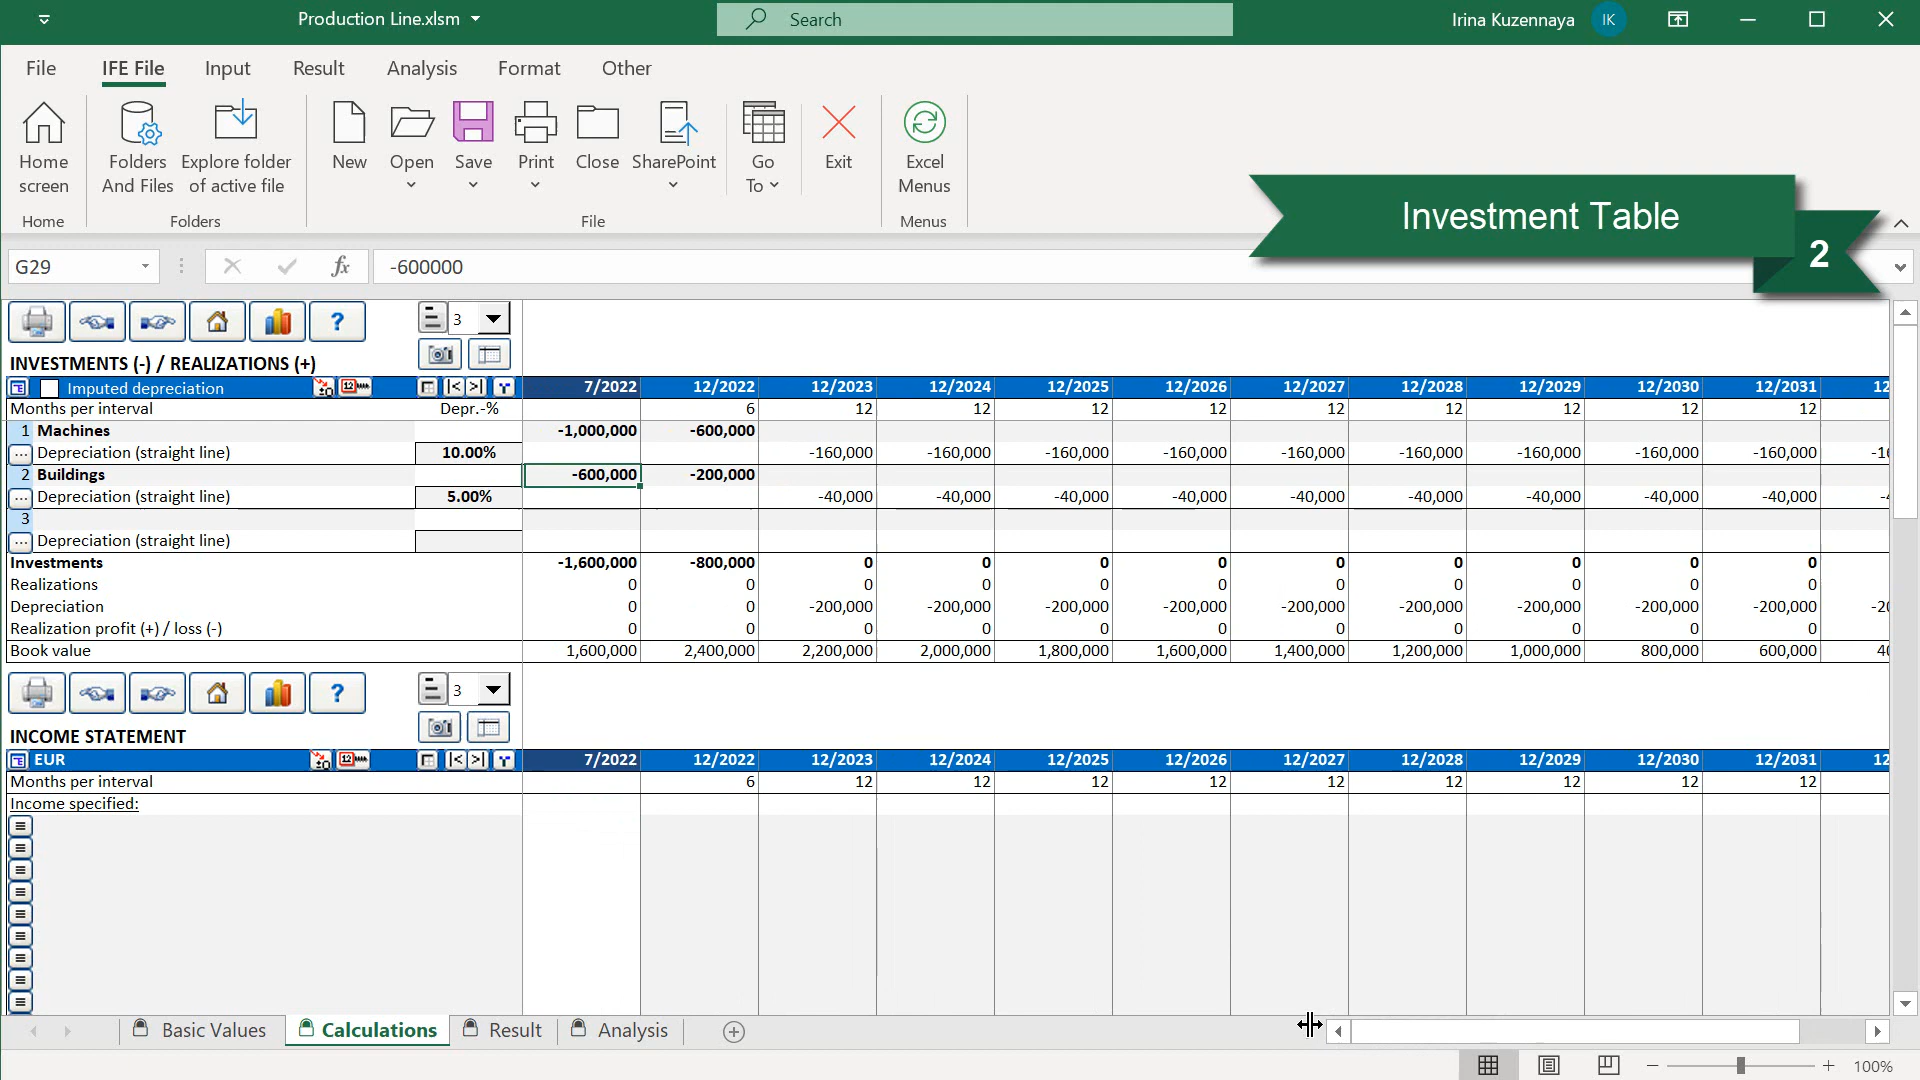 Production Line.xlsm
Search
Irina Kuzennaya IK
File IFE File Input Result Analysis Format Other
Home screen
Folders And Files
Explore folder of active file
New
Open
Save
Print
Close
SharePoint
Go To
Exit
Excel Menus
Home Folders File Menus
Investment Table
2
G29 fx -600000
? 3
INVESTMENTS (-) / REALIZATIONS (+)
Imputed depreciation 7/2022 12/2022 12/2023 12/2024 12/2025 12/2026 12/2027 12/2028 12/2029 12/2030 12/2031 12
Months per interval Depr.-% 6 12 12 12 12 12 12 12 12 12
1 Machines -1,000,000 -600,000
... Depreciation (straight line) 10.00% -160,000 -160,000 -160,000 -160,000 -160,000 -160,000 -160,000 -160,000 -160,000 -16
2 Buildings -600,000 -200,000
... Depreciation (straight line) 5.00% -40,000 -40,000 -40,000 -40,000 -40,000 -40,000 -40,000 -40,000 -40,000 -4
3
... Depreciation (straight line)
Investments -1,600,000 -800,000 0 0 0 0 0 0 0 0 0
Realizations 0 0 0 0 0 0 0 0 0 0 0
Depreciation 0 0 -200,000 -200,000 -200,000 -200,000 -200,000 -200,000 -200,000 -200,000 -200,000 -20
Realization profit (+) / loss (-) 0 0 0 0 0 0 0 0 0 0 0
Book value 1,600,000 2,400,000 2,200,000 2,000,000 1,800,000 1,600,000 1,400,000 1,200,000 1,000,000 800,000 600,000 40
? 3
INCOME STATEMENT
EUR 7/2022 12/2022 12/2023 12/2024 12/2025 12/2026 12/2027 12/2028 12/2029 12/2030 12/2031 12
Months per interval 6 12 12 12 12 12 12 12 12 12
Income specified:
Basic Values Calculations Result Analysis
100%